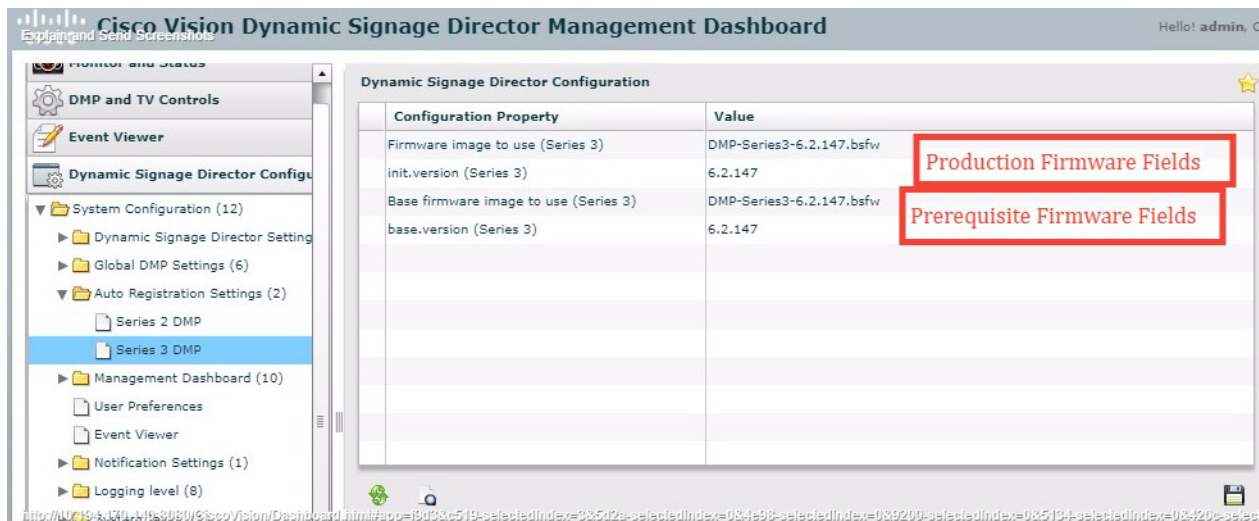 Cisco Vision Dynamic Signage Director Management Dashboard
Explain and Send Screenshots
Hello! admin,
Monitor and Status
DMP and TV Controls
Event Viewer
Dynamic Signage Director Configu
System Configuration (12)
Dynamic Signage Director Setting
Global DMP Settings (6)
Auto Registration Settings (2)
Series 2 DMP
Series 3 DMP
Management Dashboard (10)
User Preferences
Event Viewer
Notification Settings (1)
Logging level (8)
Dynamic Signage Director Configuration
Configuration Property Value
Firmware image to use (Series 3) DMP-Series3-6.2.147.bsfw
init.version (Series 3) 6.2.147
Base firmware image to use (Series 3) DMP-Series3-6.2.147.bsfw
base.version (Series 3) 6.2.147
Production Firmware Fields
Prerequisite Firmware Fields